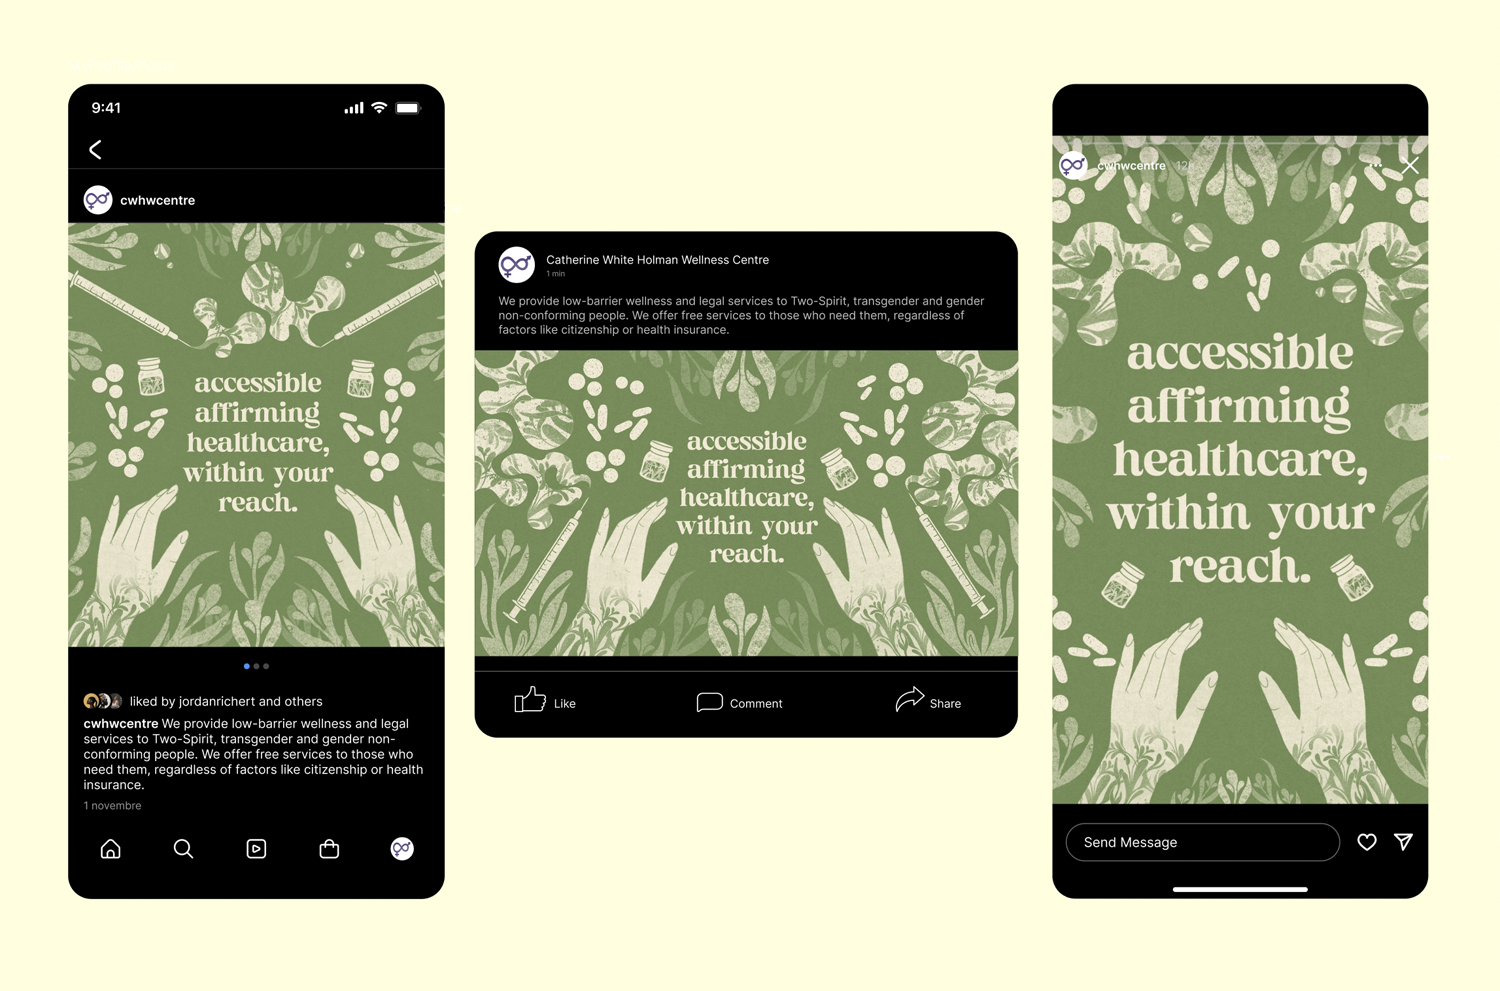 9:41
cwhwcentre
accessible
affirming
healthcare,
within your
reach.
liked by jordanrichert and others
cwhwcentre We provide low-barrier wellness and legal
services to Two-Spirit, transgender and gender non-
conforming people. We offer free services to those who
need them, regardless of factors like citizenship or health
insurance.
1 novembre
Catherine White Holman Wellness Centre
1 min
We provide low-barrier wellness and legal services to Two-Spirit, transgender and gender
non-conforming people. We offer free services to those who need them, regardless of
factors like citizenship or health insurance.
accessible
affirming
healthcare,
within your
reach.
Like
Comment
Share
cwhwcentre
accessible
affirming
healthcare,
within your
reach.
Send Message